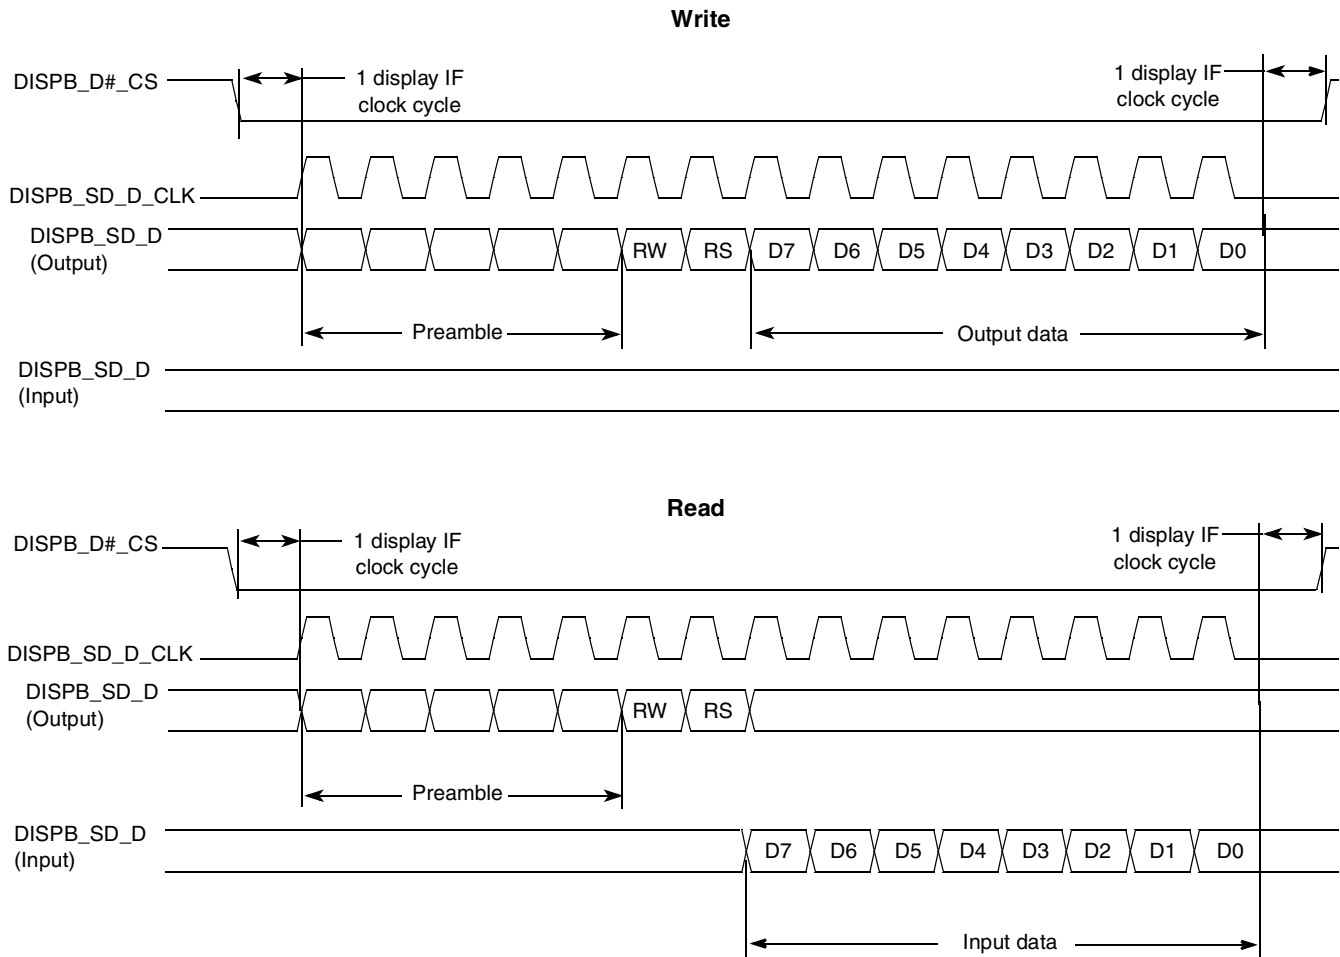 Write
DISPB_D#_CS
1 display IF
clock cycle
1 display IF
clock cycle
DISPB_SD_D_CLK
DISPB_SD_D
(Output)
RW RS D7 D6 D5 D4 D3 D2 D1 D0
Preamble
Output data
DISPB_SD_D
(Input)
Read
DISPB_D#_CS
1 display IF
clock cycle
1 display IF
clock cycle
DISPB_SD_D_CLK
DISPB_SD_D
(Output)
RW RS
Preamble
DISPB_SD_D
(Input)
D7 D6 D5 D4 D3 D2 D1 D0
Input data